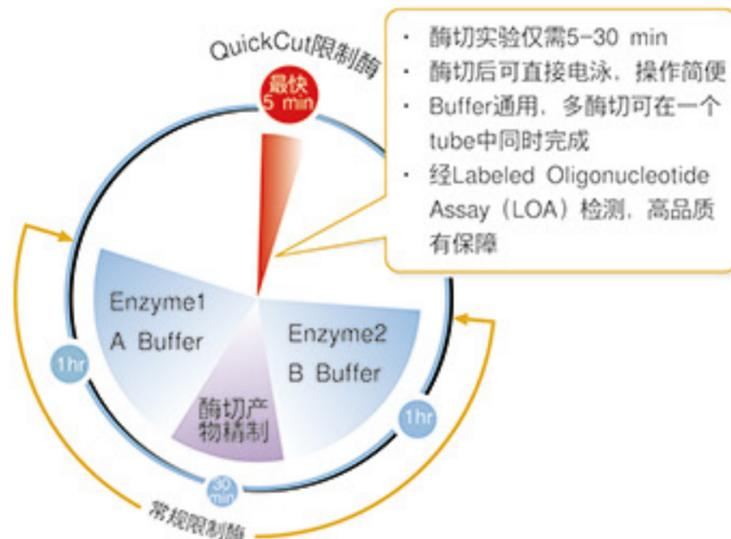 QuickCut限制酶
最快
5 min
· 酶切实验仅需5-30 min
· 酶切后可直接电泳，操作简便
· Buffer通用，多酶切可在一个
tube中同时完成
· 经Labeled Oligonucleotide
Assay（LOA）检测，高品质
有保障
Enzyme1
A Buffer
Enzyme2
B Buffer
酶切产
物精制
1hr
1hr
30
min
常规限制酶